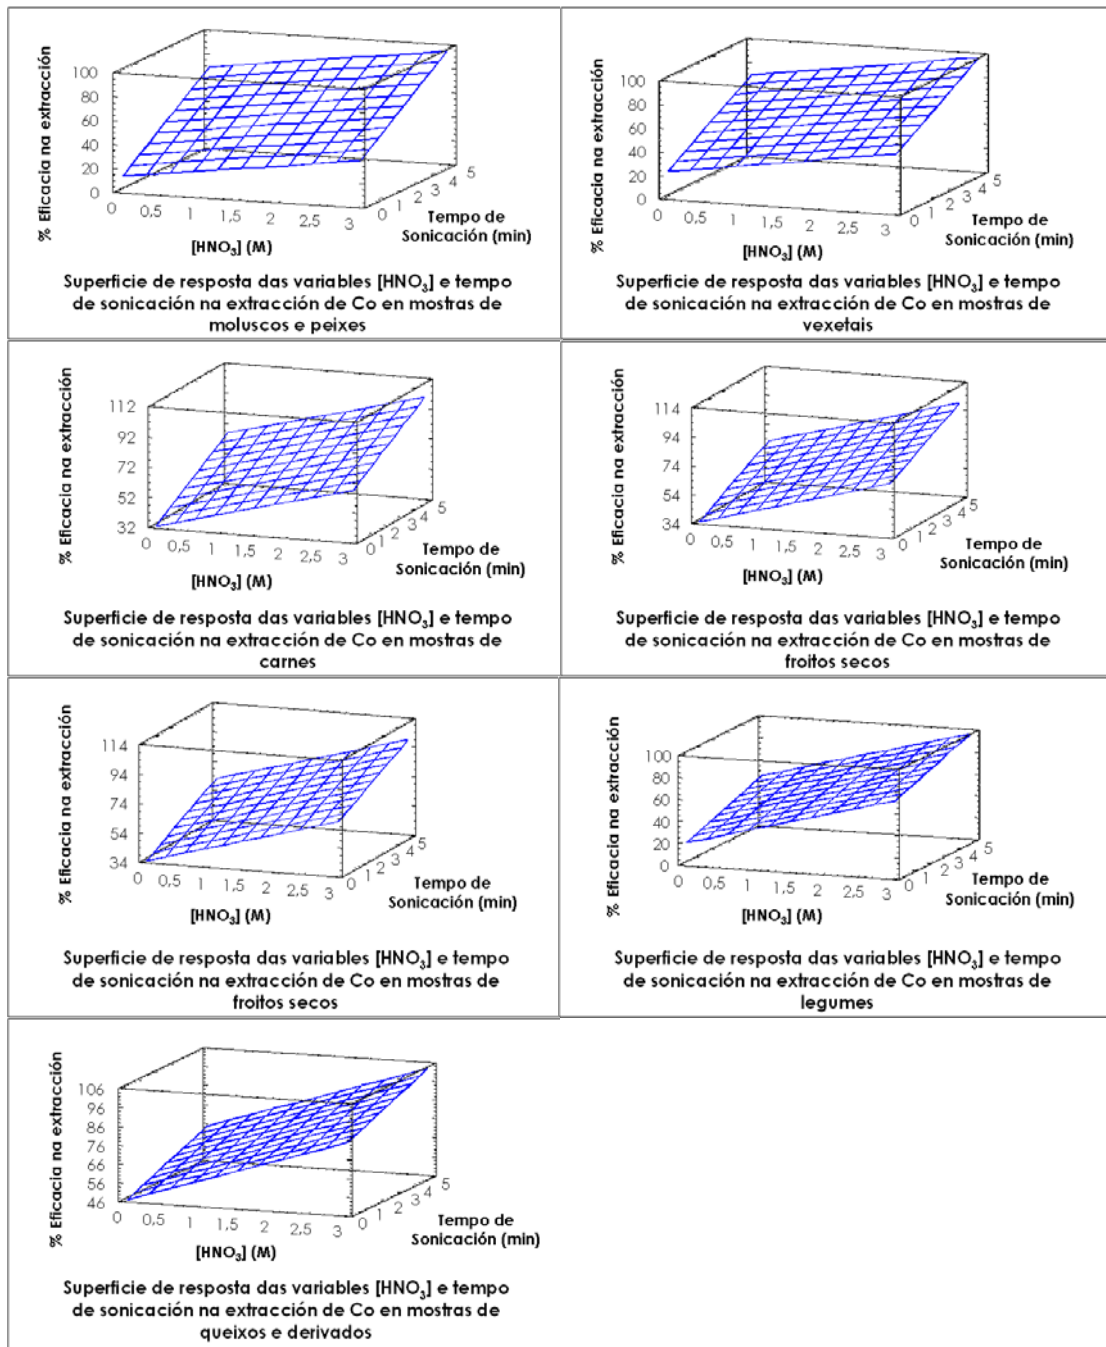 % Eficacia na extracción
100
80
60
40
20
0
0 0,5 1 1,5 2 2,5 3
0 1 2 3 4 5
[HNO3] (M)
Tempo de
Sonicación (min)
Superficie de resposta das variables [HNO3] e tempo
de sonicación na extracción de Co en mostras de
moluscos e peixes
% Eficacia na extracción
100
80
60
40
20
0
0 0,5 1 1,5 2 2,5 3
0 1 2 3 4 5
[HNO3] (M)
Tempo de
Sonicación (min)
Superficie de resposta das variables [HNO3] e tempo
de sonicación na extracción de Co en mostras de
vexetais
% Eficacia na extracción
112
92
72
52
32
0 0,5 1 1,5 2 2,5 3
0 1 2 3 4 5
[HNO3] (M)
Tempo de
Sonicación (min)
Superficie de resposta das variables [HNO3] e tempo
de sonicación na extracción de Co en mostras de
carnes
% Eficacia na extracción
114
94
74
54
34
0 0,5 1 1,5 2 2,5 3
0 1 2 3 4 5
[HNO3] (M)
Tempo de
Sonicación (min)
Superficie de resposta das variables [HNO3] e tempo
de sonicación na extracción de Co en mostras de
froitos secos
% Eficacia na extracción
114
94
74
54
34
0 0,5 1 1,5 2 2,5 3
0 1 2 3 4 5
[HNO3] (M)
Tempo de
Sonicación (min)
Superficie de resposta das variables [HNO3] e tempo
de sonicación na extracción de Co en mostras de
froitos secos
% Eficacia na extracción
100
80
60
40
20
0
0 0,5 1 1,5 2 2,5 3
0 1 2 3 4 5
[HNO3] (M)
Tempo de
Sonicación (min)
Superficie de resposta das variables [HNO3] e tempo
de sonicación na extracción de Co en mostras de
legumes
% Eficacia na extracción
106
96
86
76
66
56
46
0 0,5 1 1,5 2 2,5 3
0 1 2 3 4 5
[HNO3] (M)
Tempo de
Sonicación (min)
Superficie de resposta das variables [HNO3] e tempo
de sonicación na extracción de Co en mostras de
queixos e derivados